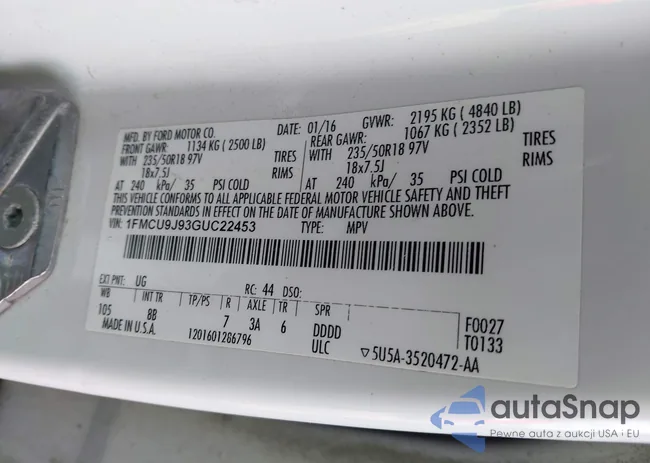 MFD. BY FORD MOTOR CO.
DATE: 01/16 GVWR: 2195 KG ( 4840 LB)
FRONT GAWR: 1134 KG ( 2500 LB) REAR GAWR: 1067 KG ( 2352 LB)
WITH 235/50R18 97V TIRES WITH 235/50R18 97V TIRES
18x7.5J RIMS 18x7.5J RIMS
AT 240 kPa/ 35 PSI COLD AT 240 kPa/ 35 PSI COLD
THIS VEHICLE CONFORMS TO ALL APPLICABLE FEDERAL MOTOR VEHICLE SAFETY AND THEFT
PREVENTION STANDARDS IN EFFECT ON THE DATE OF MANUFACTURE SHOWN ABOVE.
VIN: 1FMCU9J93GUC22453 TYPE: MPV
EXT PNT: UG RC: 44 DSO:
WB INT TR TP/PS R AXLE TR SPR
105 8B 7 3A 6 DDDD F0027
MADE IN U.S.A. 1201601286796 ULC T0133
▽5U5A-3520472-AA
autaSnap
Pewne auta z aukcji USA i EU